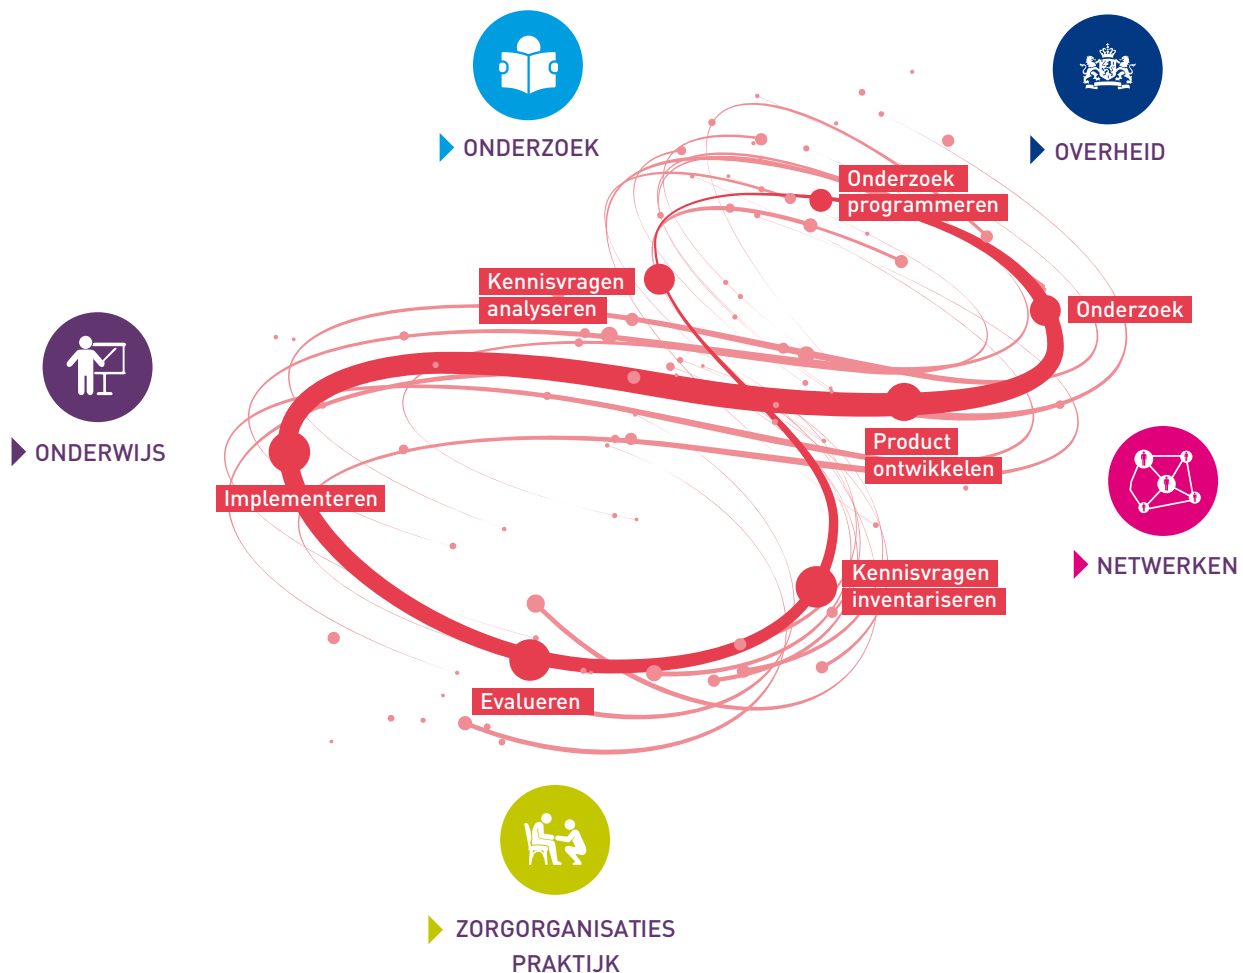 ONDERZOEK
OVERHEID
Onderzoek
programmeren
Kennisvragen
analyseren
Onderzoek
ONDERWIJS
Product
ontwikkelen
Implementeren
NETWERKEN
Kennisvragen
inventariseren
Evalueren
ZORGORGANISATIES
PRAKTIJK